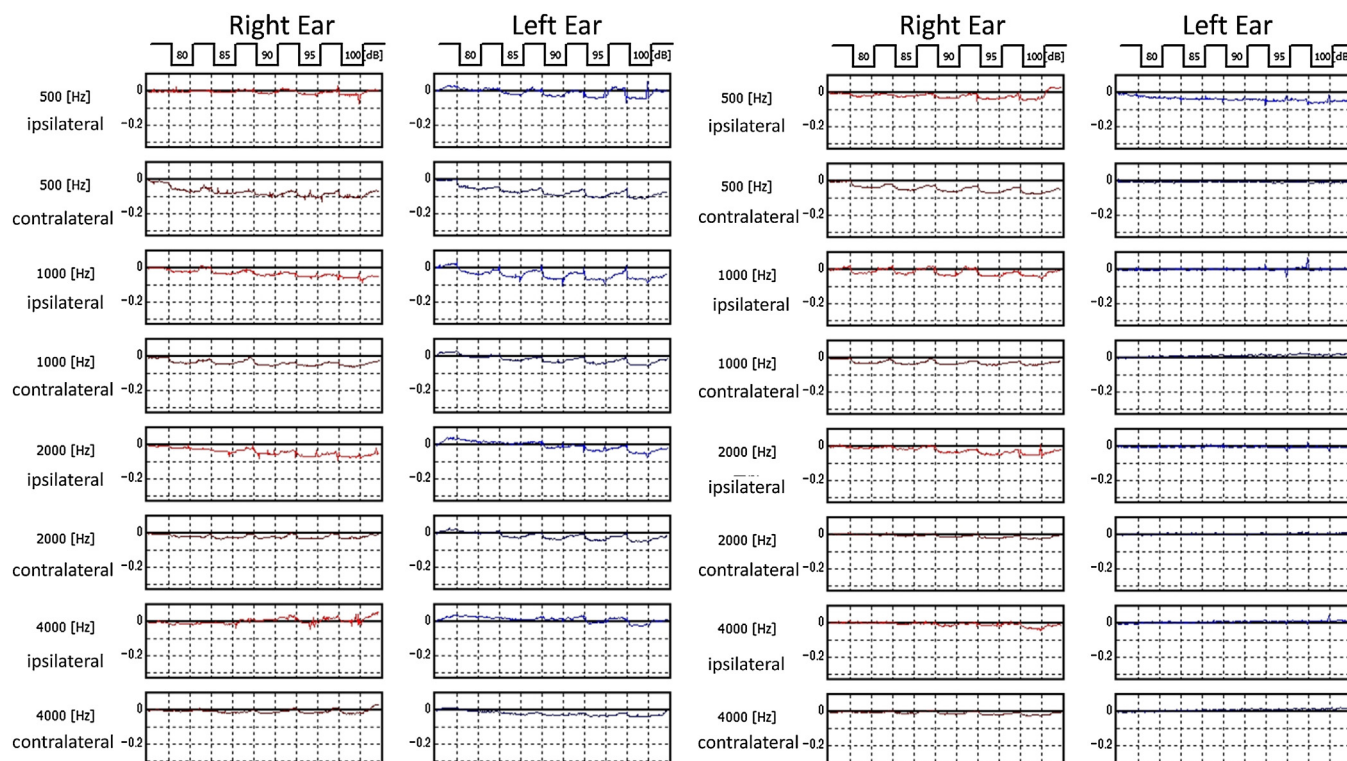 Right Ear Left Ear Right Ear Left Ear
80 85 90 95 100 [dB] 80 85 90 95 100 [dB] 80 85 90 95 100 [dB] 80 85 90 95 100 [dB]
500 [Hz] 0 0 500 [Hz] 0 0
ipsilateral −0.2 −0.2 ipsilateral −0.2 −0.2
500 [Hz] 0 0 500 [Hz] 0 0
contralateral −0.2 −0.2 contralateral −0.2 −0.2
1000 [Hz] 0 0 1000 [Hz] 0 0
ipsilateral −0.2 −0.2 ipsilateral −0.2 −0.2
1000 [Hz] 0 0 1000 [Hz] 0 0
contralateral −0.2 −0.2 contralateral −0.2 −0.2
2000 [Hz] 0 0 2000 [Hz] 0 0
ipsilateral −0.2 −0.2 ipsilateral −0.2 −0.2
2000 [Hz] 0 0 2000 [Hz] 0 0
contralateral −0.2 −0.2 contralateral −0.2 −0.2
4000 [Hz] 0 0 4000 [Hz] 0 0
ipsilateral −0.2 −0.2 ipsilateral −0.2 −0.2
4000 [Hz] 0 0 4000 [Hz] 0 0
contralateral −0.2 −0.2 contralateral −0.2 −0.2